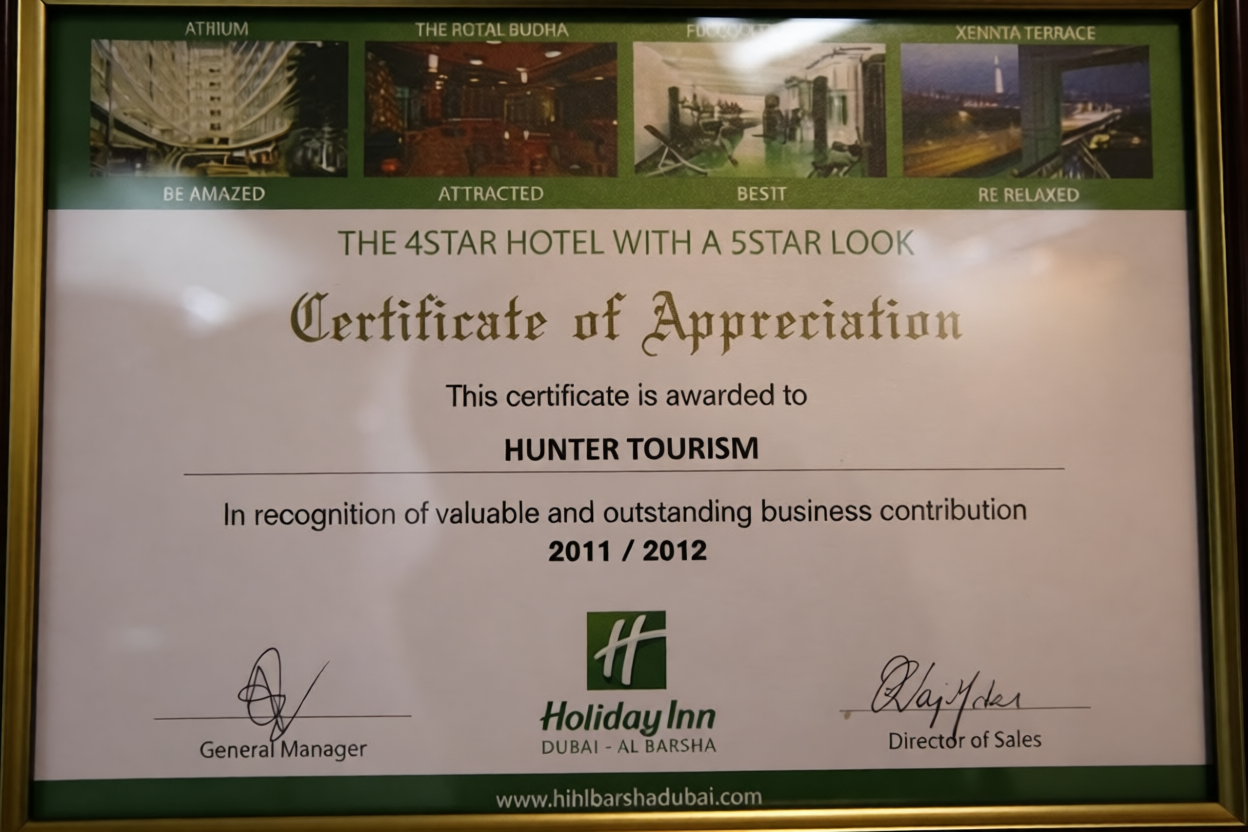 ATHIUM
THE ROTAL BUDHA
XENNTA TERRACE
BE AMAZED
ATTRACTED
BESTT
RE RELAXED
THE 4STAR HOTEL WITH A 5STAR LOOK
Certificate of Appreciation
This certificate is awarded to
HUNTER TOURISM
In recognition of valuable and outstanding business contribution
2011 / 2012
H
Holiday Inn
DUBAI - AL BARSHA
General Manager
Director of Sales
www.hihlbarshadubai.com